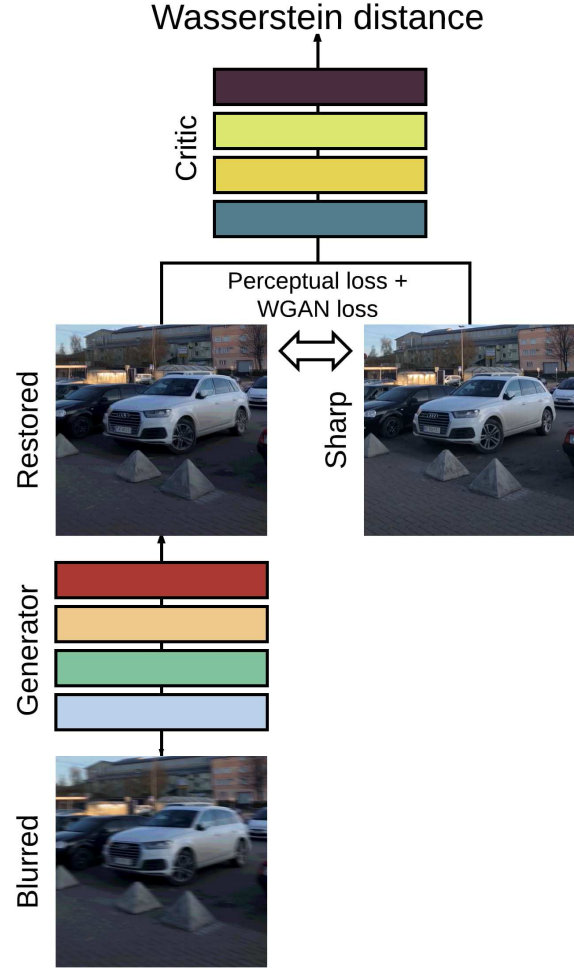 Wasserstein distance
Critic
Perceptual loss +
WGAN loss
Restored
Sharp
Generator
Blurred